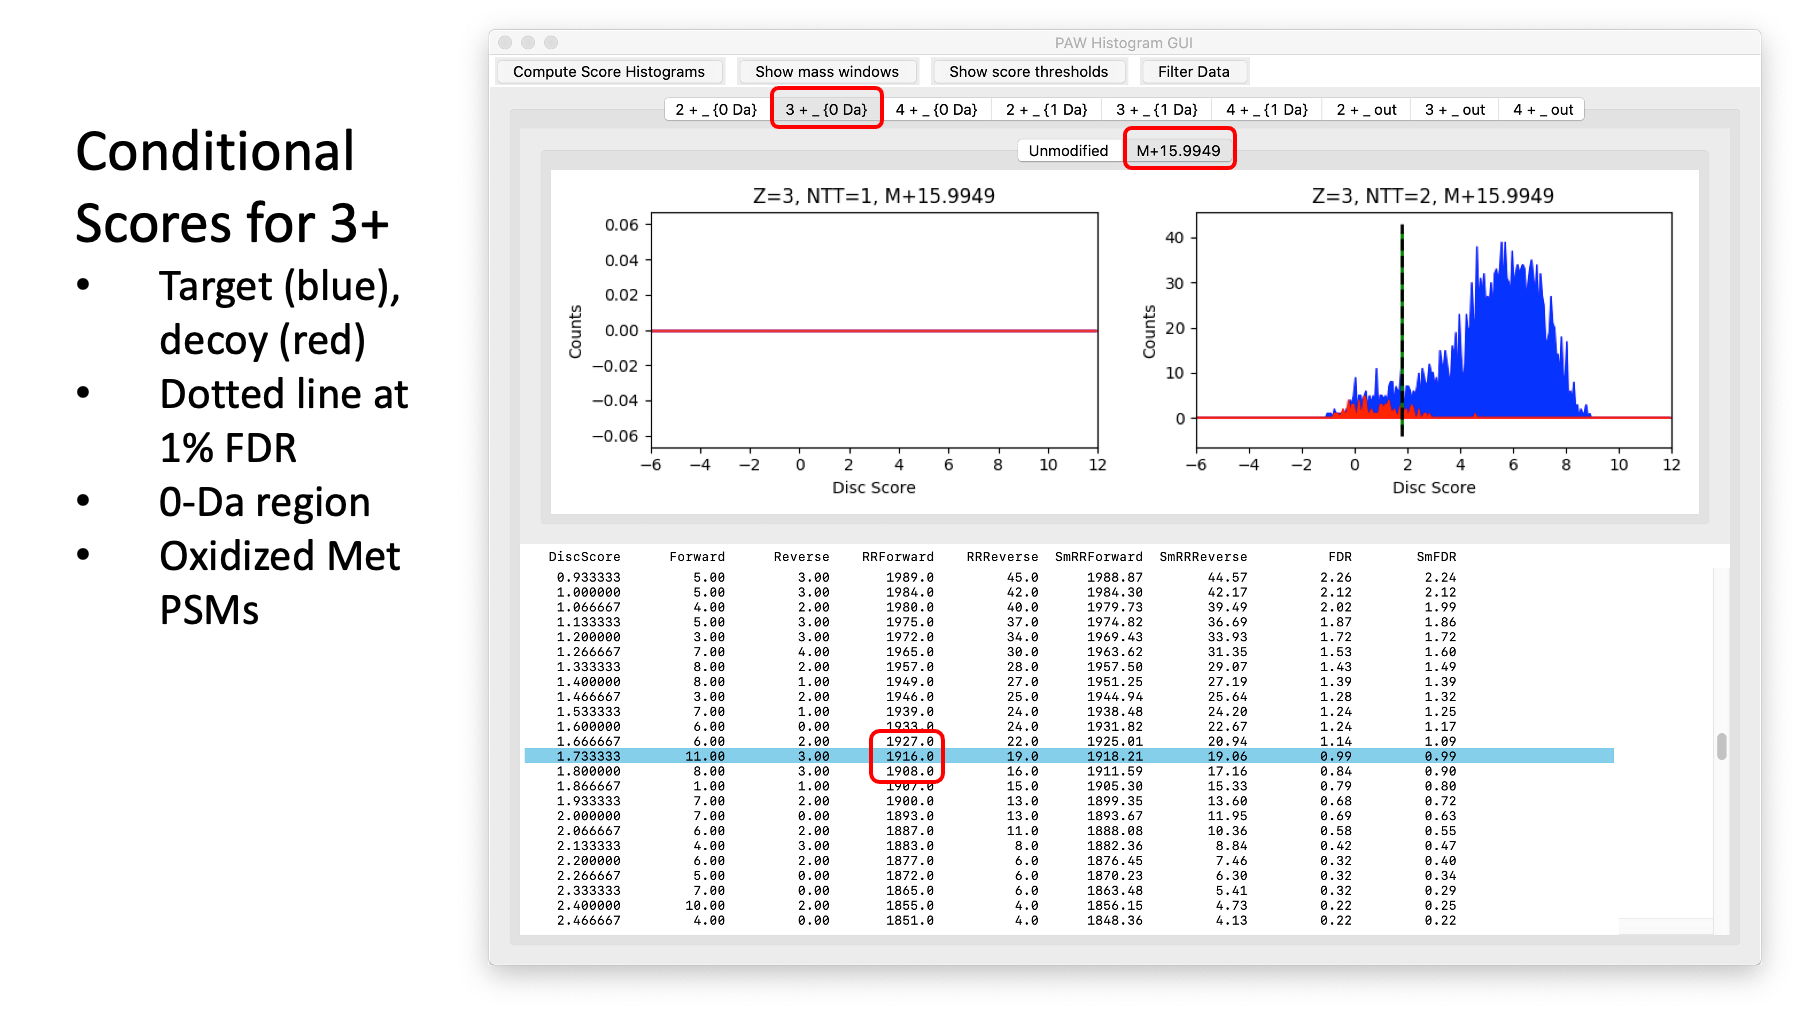 Conditional
Scores for 3+
• Target (blue),
decoy (red)
• Dotted line at
1% FDR
• 0-Da region
• Oxidized Met
PSMs
PAW Histogram GUI
Compute Score Histograms Show mass windows Show score thresholds Filter Data
2 + _ {0 Da} 3 + _ {0 Da} 4 + _ {0 Da} 2 + _ {1 Da} 3 + _ {1 Da} 4 + _ {1 Da} 2 + _ out 3 + _ out 4 + _ out
Unmodified M+15.9949
Z=3, NTT=1, M+15.9949
0.06
0.04
0.02
0.00
−0.02
−0.04
−0.06
Counts
−6 −4 −2 0 2 4 6 8 10 12
Disc Score
Z=3, NTT=2, M+15.9949
40
30
20
10
0
Counts
−6 −4 −2 0 2 4 6 8 10 12
Disc Score
DiscScore Forward Reverse RRForward RRReverse SmRRForward SmRRReverse FDR SmFDR
0.933333 5.00 3.00 1989.0 45.0 1988.87 44.57 2.26 2.24
1.000000 5.00 3.00 1984.0 42.0 1984.30 42.17 2.12 2.12
1.066667 4.00 2.00 1980.0 40.0 1979.73 39.49 2.02 1.99
1.133333 5.00 3.00 1975.0 37.0 1974.82 36.69 1.87 1.86
1.200000 3.00 3.00 1972.0 34.0 1969.43 33.93 1.72 1.72
1.266667 7.00 4.00 1965.0 30.0 1963.62 31.35 1.53 1.60
1.333333 8.00 2.00 1957.0 28.0 1957.50 29.07 1.43 1.49
1.400000 8.00 1.00 1949.0 27.0 1951.25 27.19 1.39 1.39
1.466667 3.00 2.00 1946.0 25.0 1944.94 25.64 1.28 1.32
1.533333 7.00 1.00 1939.0 24.0 1938.48 24.20 1.24 1.25
1.600000 6.00 0.00 1933.0 24.0 1931.82 22.67 1.24 1.17
1.666667 6.00 2.00 1927.0 22.0 1925.01 20.94 1.14 1.09
1.733333 11.00 3.00 1916.0 19.0 1918.21 19.06 0.99 0.99
1.800000 8.00 3.00 1908.0 16.0 1911.59 17.16 0.84 0.90
1.866667 1.00 1.00 1907.0 15.0 1905.30 15.33 0.79 0.80
1.933333 7.00 2.00 1900.0 13.0 1899.35 13.60 0.68 0.72
2.000000 7.00 0.00 1893.0 13.0 1893.67 11.95 0.69 0.63
2.066667 6.00 2.00 1887.0 11.0 1888.08 10.36 0.58 0.55
2.133333 4.00 3.00 1883.0 8.0 1882.36 8.84 0.42 0.47
2.200000 6.00 2.00 1877.0 6.0 1876.45 7.46 0.32 0.40
2.266667 5.00 0.00 1872.0 6.0 1870.23 6.30 0.32 0.34
2.333333 7.00 0.00 1865.0 6.0 1863.48 5.41 0.32 0.29
2.400000 10.00 2.00 1855.0 4.0 1856.15 4.73 0.22 0.25
2.466667 4.00 0.00 1851.0 4.0 1848.36 4.13 0.22 0.22